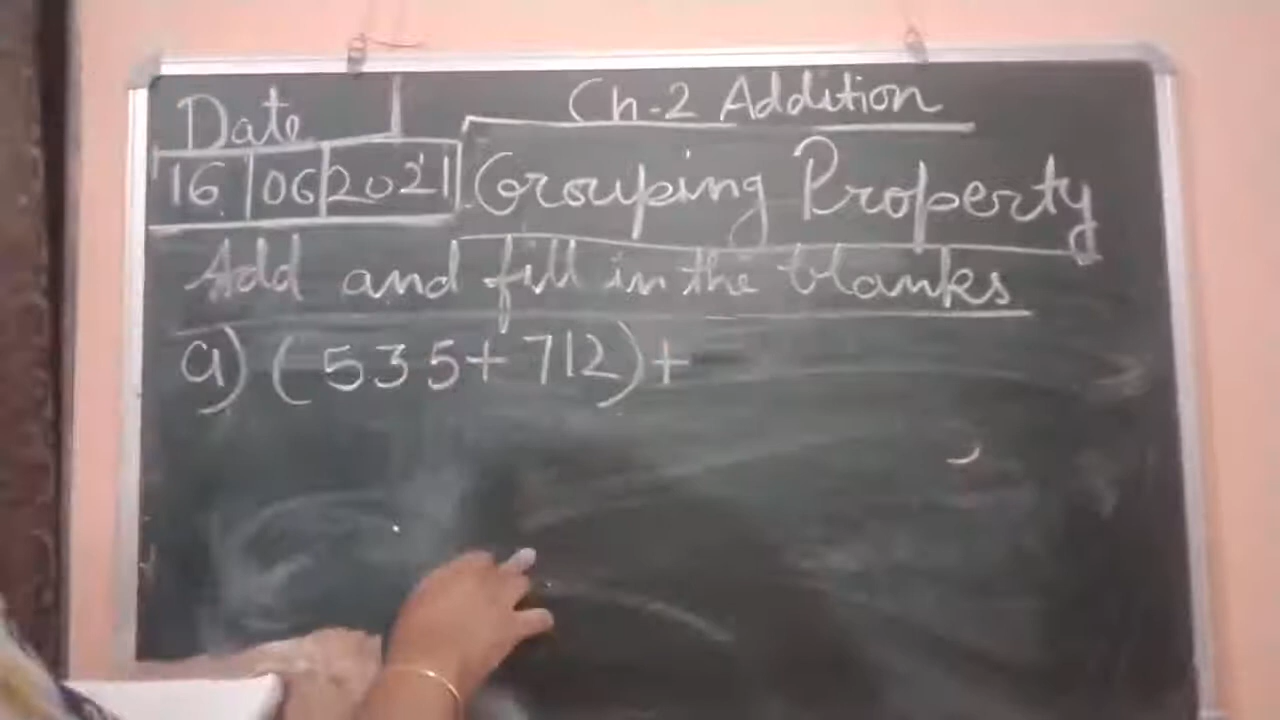 Date
Ch-2 Addition
16 06 2021
Grouping Property
Add and fill in the blanks
a) (535+712)+